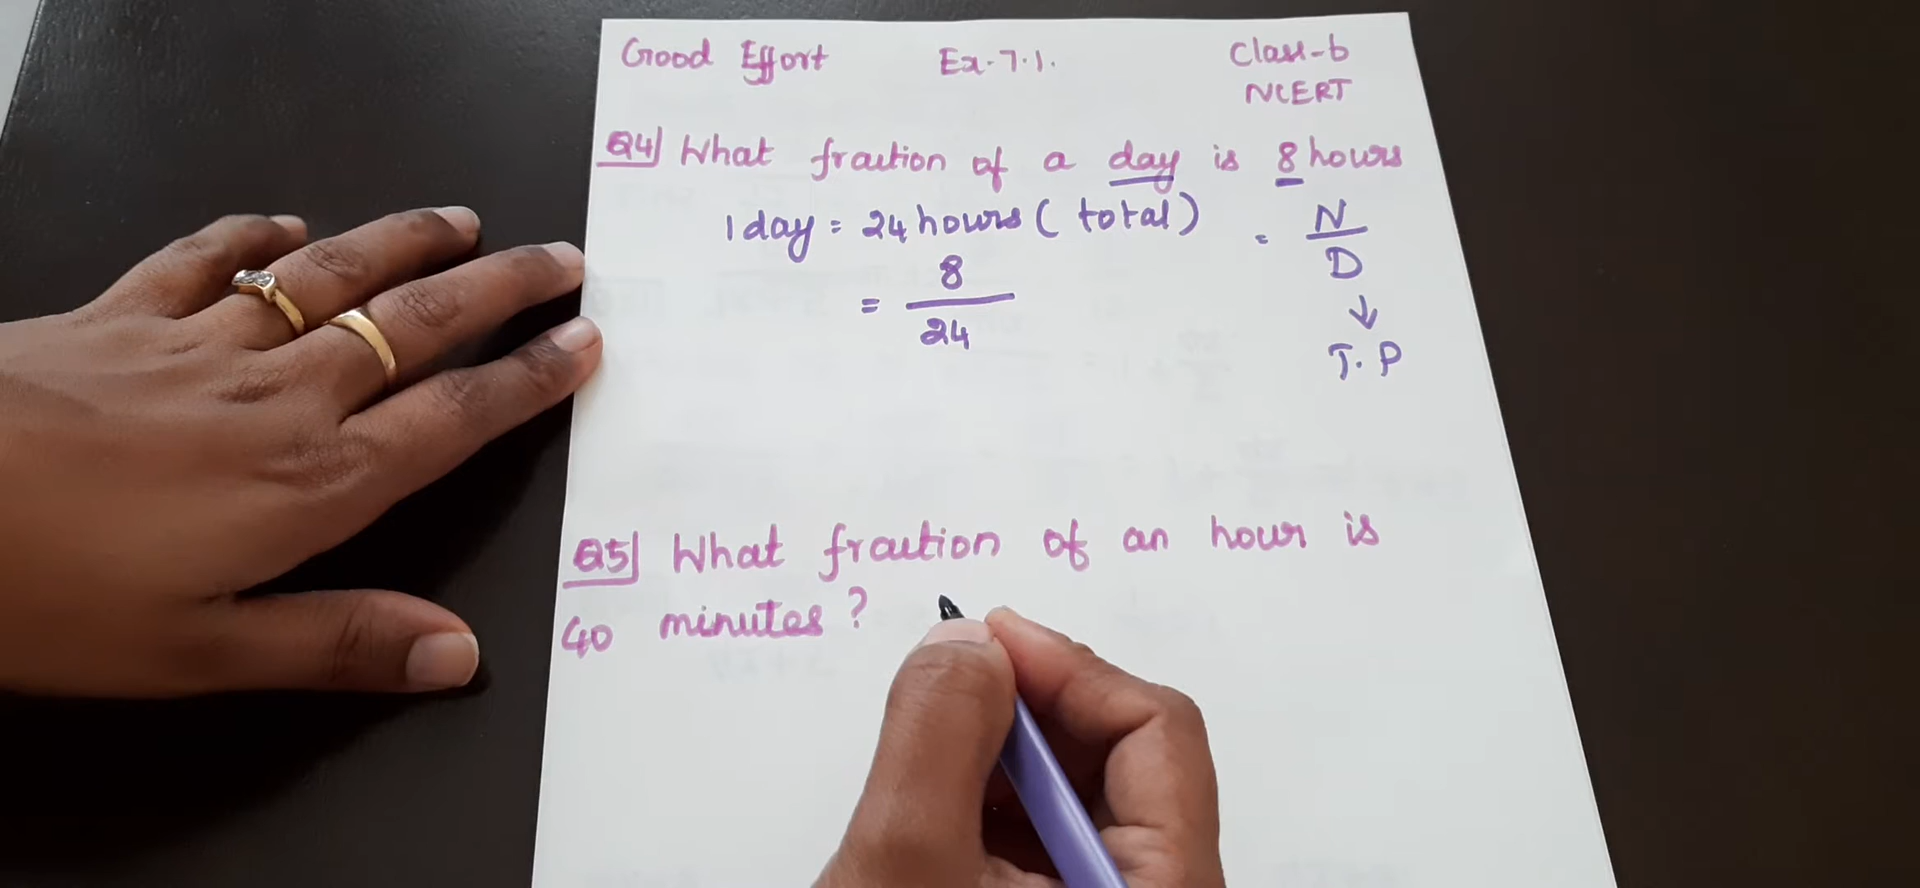 Good Effort Ex.7.1. Class-6
NCERT
Q4] What fraction of a day is 8 hours
1 day = 24 hours (total) = N/D
= 8/24
↓
T.P
Q5] What fraction of an hour is
40 minutes?